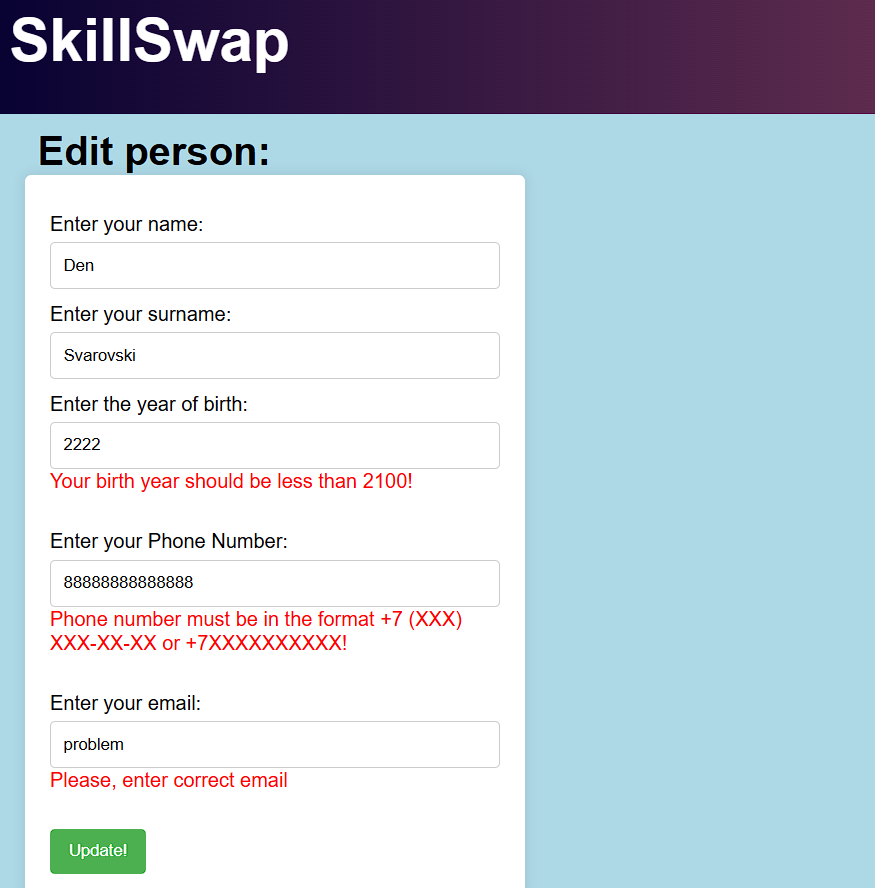 SkillSwap
Edit person:
Enter your name:
Den
Enter your surname:
Svarovski
Enter the year of birth:
2222
Your birth year should be less than 2100!
Enter your Phone Number:
88888888888888
Phone number must be in the format +7 (XXX)
XXX-XX-XX or +7XXXXXXXXXX!
Enter your email:
problem
Please, enter correct email
Update!